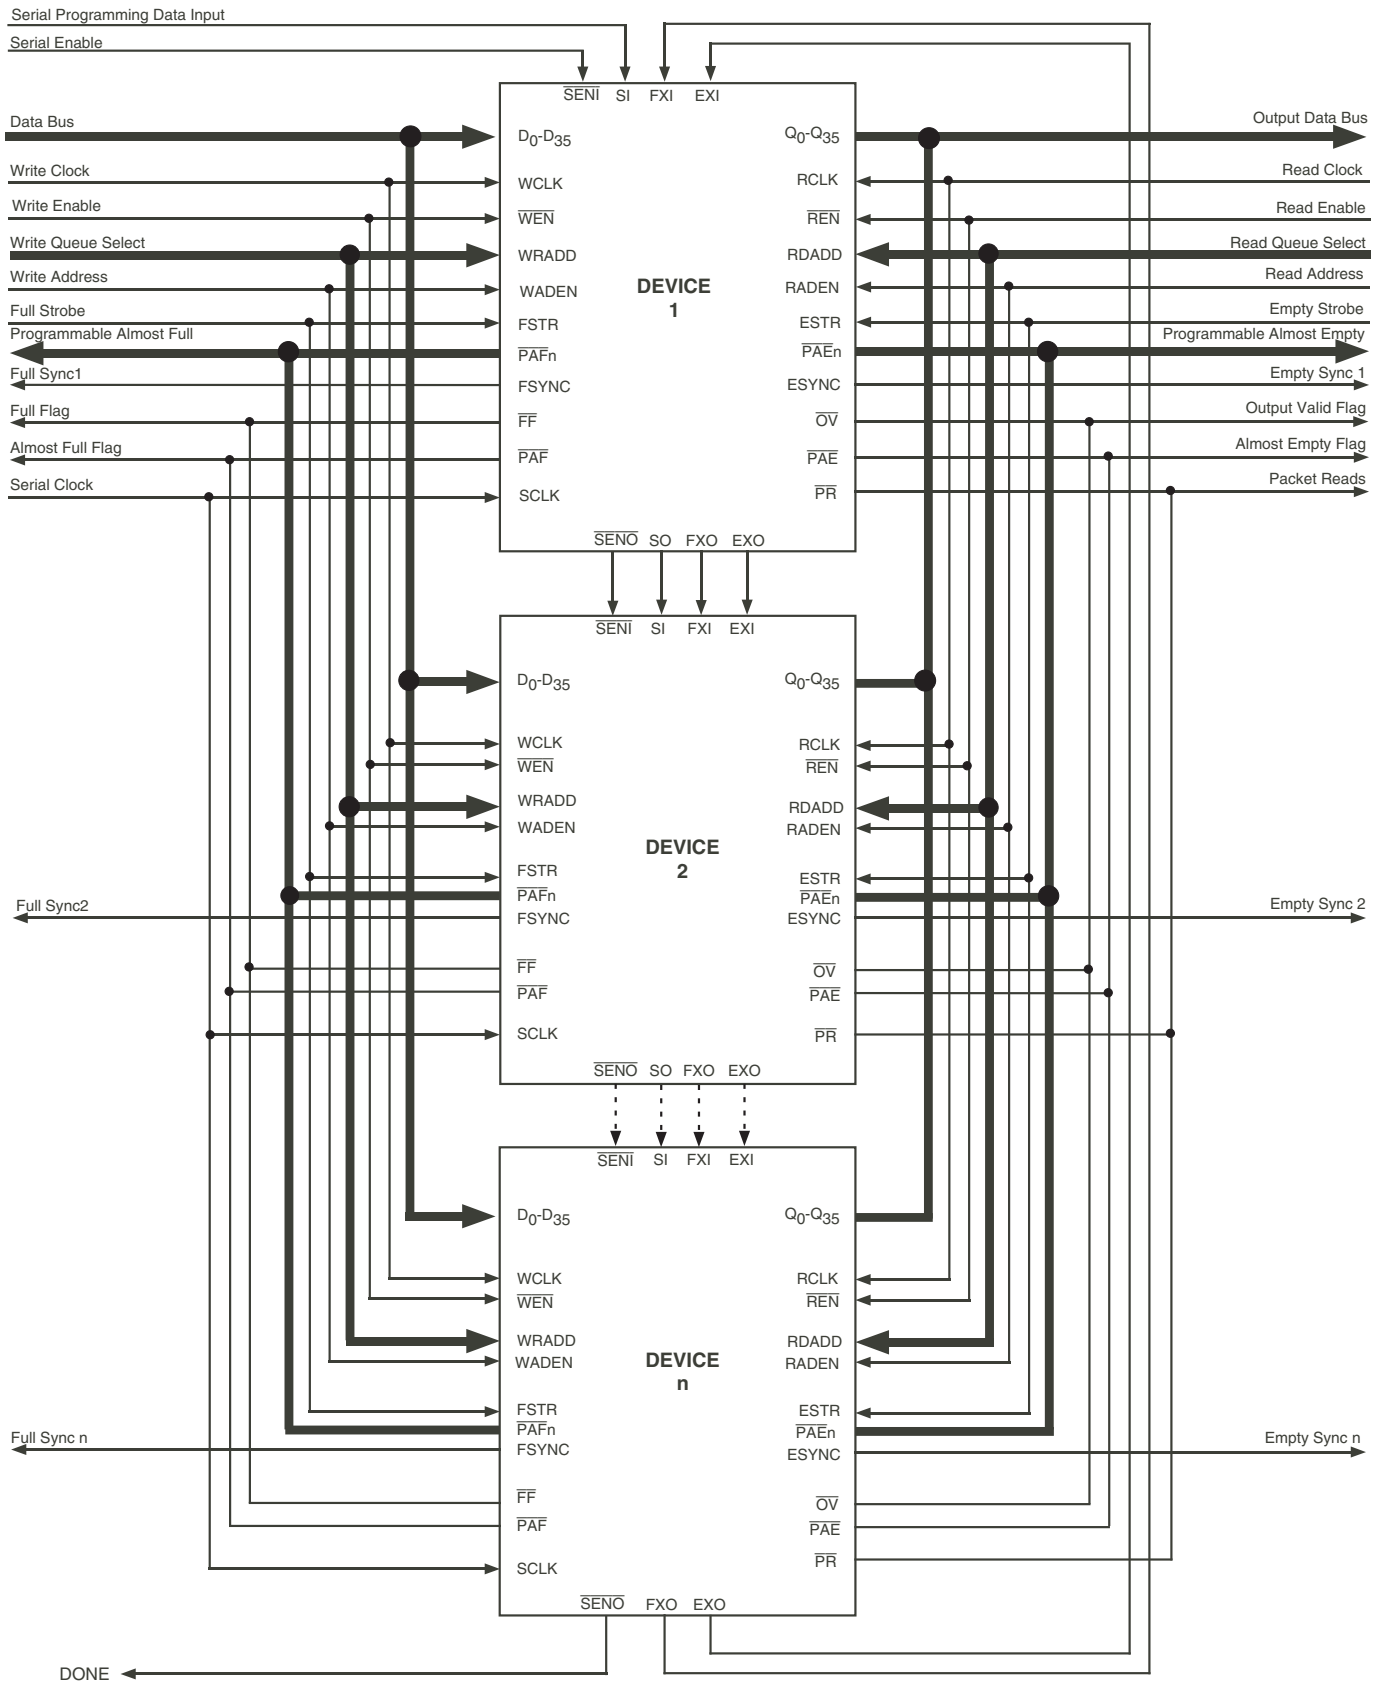 Serial Programming Data Input
Serial Enable
SENI SI FXI EXI
Data Bus D0-D35 Q0-Q35 Output Data Bus
Write Clock WCLK RCLK Read Clock
Write Enable WEN REN Read Enable
Write Queue Select WRADD RDADD Read Queue Select
Write Address WADEN RADEN Read Address
DEVICE
1
Full Strobe FSTR ESTR Empty Strobe
Programmable Almost Full PAFn PAEn Programmable Almost Empty
Full Sync1 FSYNC ESYNC Empty Sync 1
Full Flag FF OV Output Valid Flag
Almost Full Flag PAF PAE Almost Empty Flag
Serial Clock SCLK PR Packet Reads
SENO SO FXO EXO
SENI SI FXI EXI
D0-D35 Q0-Q35
WCLK RCLK
WEN REN
WRADD RDADD
WADEN RADEN
DEVICE
2
FSTR ESTR
PAFn PAEn
Full Sync2 FSYNC ESYNC Empty Sync 2
FF OV
PAF PAE
SCLK PR
SENO SO FXO EXO
SENI SI FXI EXI
D0-D35 Q0-Q35
WCLK RCLK
WEN REN
WRADD RDADD
WADEN RADEN
DEVICE
n
FSTR ESTR
PAFn PAEn
Full Sync n FSYNC ESYNC Empty Sync n
FF OV
PAF PAE
SCLK PR
SENO FXO EXO
DONE